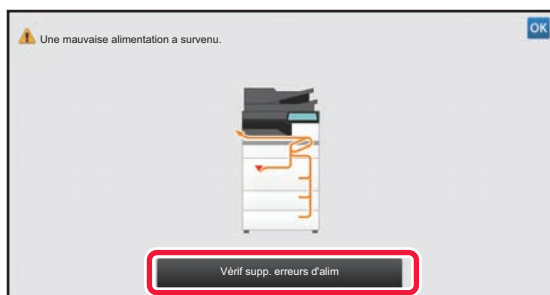 Une mauvaise alimentation a survenu.
OK
Vérif supp. erreurs d'alim